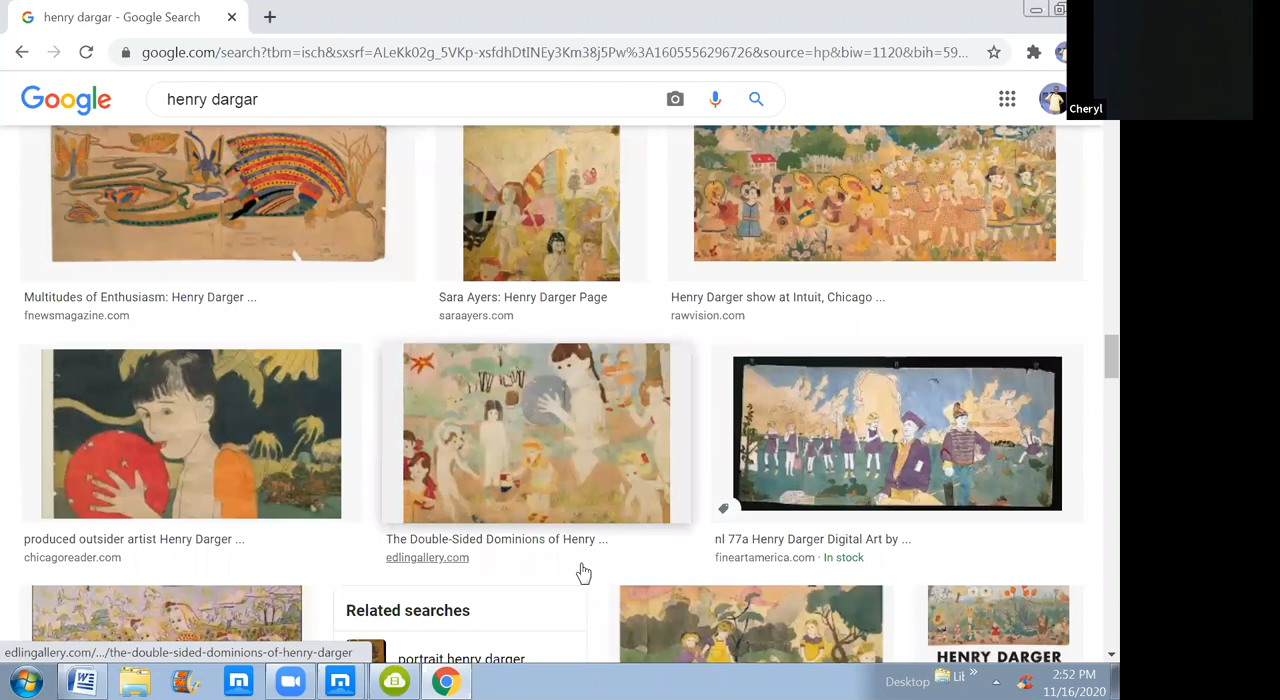 henry dargar - Google Search
google.com/search?tbm=isch&sxsrf=ALeKk02g_5VKp-xsfdhDtINEy3Km38j5Pw%3A1605556296726&source=hp&biw=1120&bih=59...
Google
henry dargar
Cheryl
Multitudes of Enthusiasm: Henry Darger ...
fnewsmagazine.com
Sara Ayers: Henry Darger Page
saraayers.com
Henry Darger show at Intuit, Chicago ...
rawvision.com
produced outsider artist Henry Darger ...
chicagoreader.com
The Double-Sided Dominions of Henry ...
edlingallery.com
nl 77a Henry Darger Digital Art by ...
fineartamerica.com · In stock
Related searches
portrait henry darger
HENRY DARGER
edlingallery.com/.../the-double-sided-dominions-of-henry-darger
Desktop
Lil
2:52 PM
11/16/2020